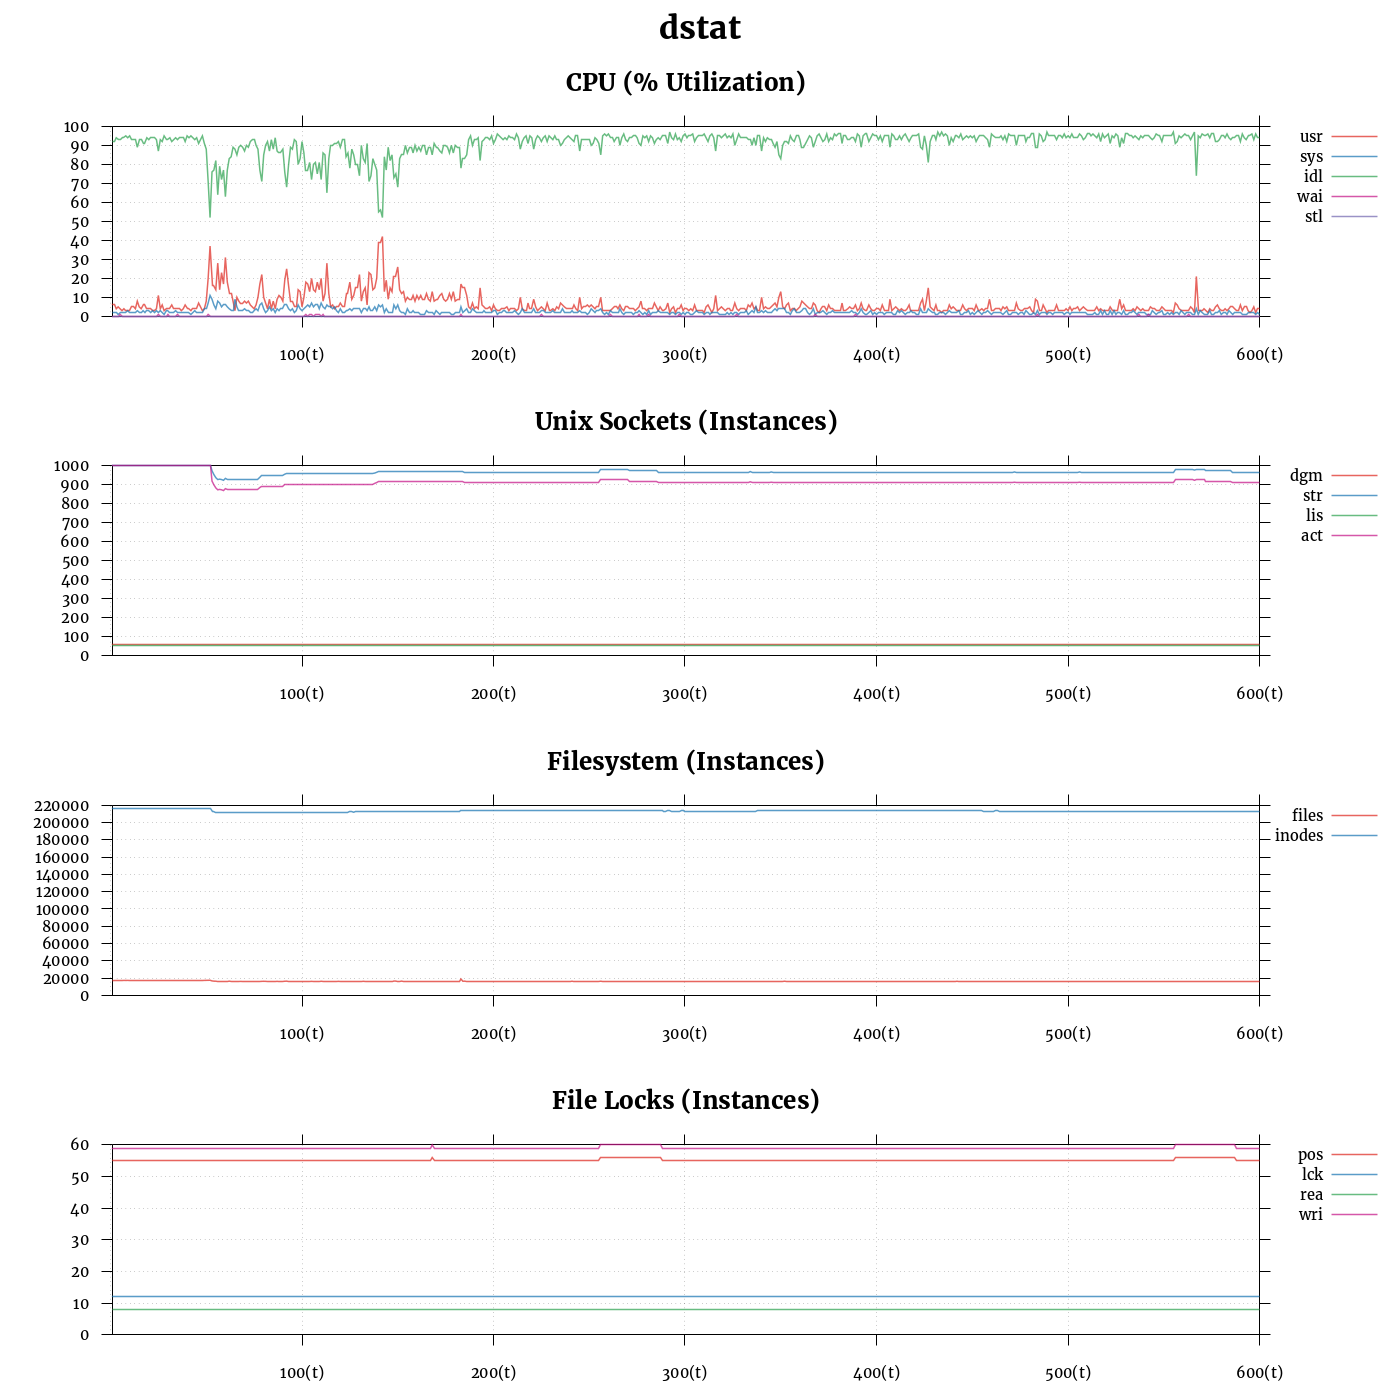 dstat
CPU (% Utilization)
100
90
80
70
60
50
40
30
20
10
0
100(t) 200(t) 300(t) 400(t) 500(t) 600(t)
usr
sys
idl
wai
stl
Unix Sockets (Instances)
1000
900
800
700
600
500
400
300
200
100
0
100(t) 200(t) 300(t) 400(t) 500(t) 600(t)
dgm
str
lis
act
Filesystem (Instances)
220000
200000
180000
160000
140000
120000
100000
80000
60000
40000
20000
0
100(t) 200(t) 300(t) 400(t) 500(t) 600(t)
files
inodes
File Locks (Instances)
60
50
40
30
20
10
0
100(t) 200(t) 300(t) 400(t) 500(t) 600(t)
pos
lck
rea
wri